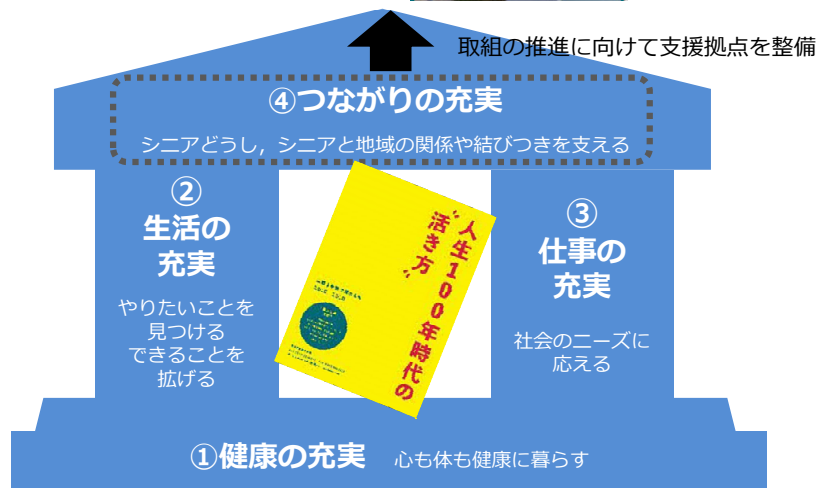 取組の推進に向けて支援拠点を整備
④つながりの充実
シニアどうし，シニアと地域の関係や結びつきを支える
②
生活の
充実
やりたいことを
見つける
できることを
拡げる
人生100年時代の
“活き方”
③
仕事の
充実
社会のニーズに
応える
①健康の充実 心も体も健康に暮らす